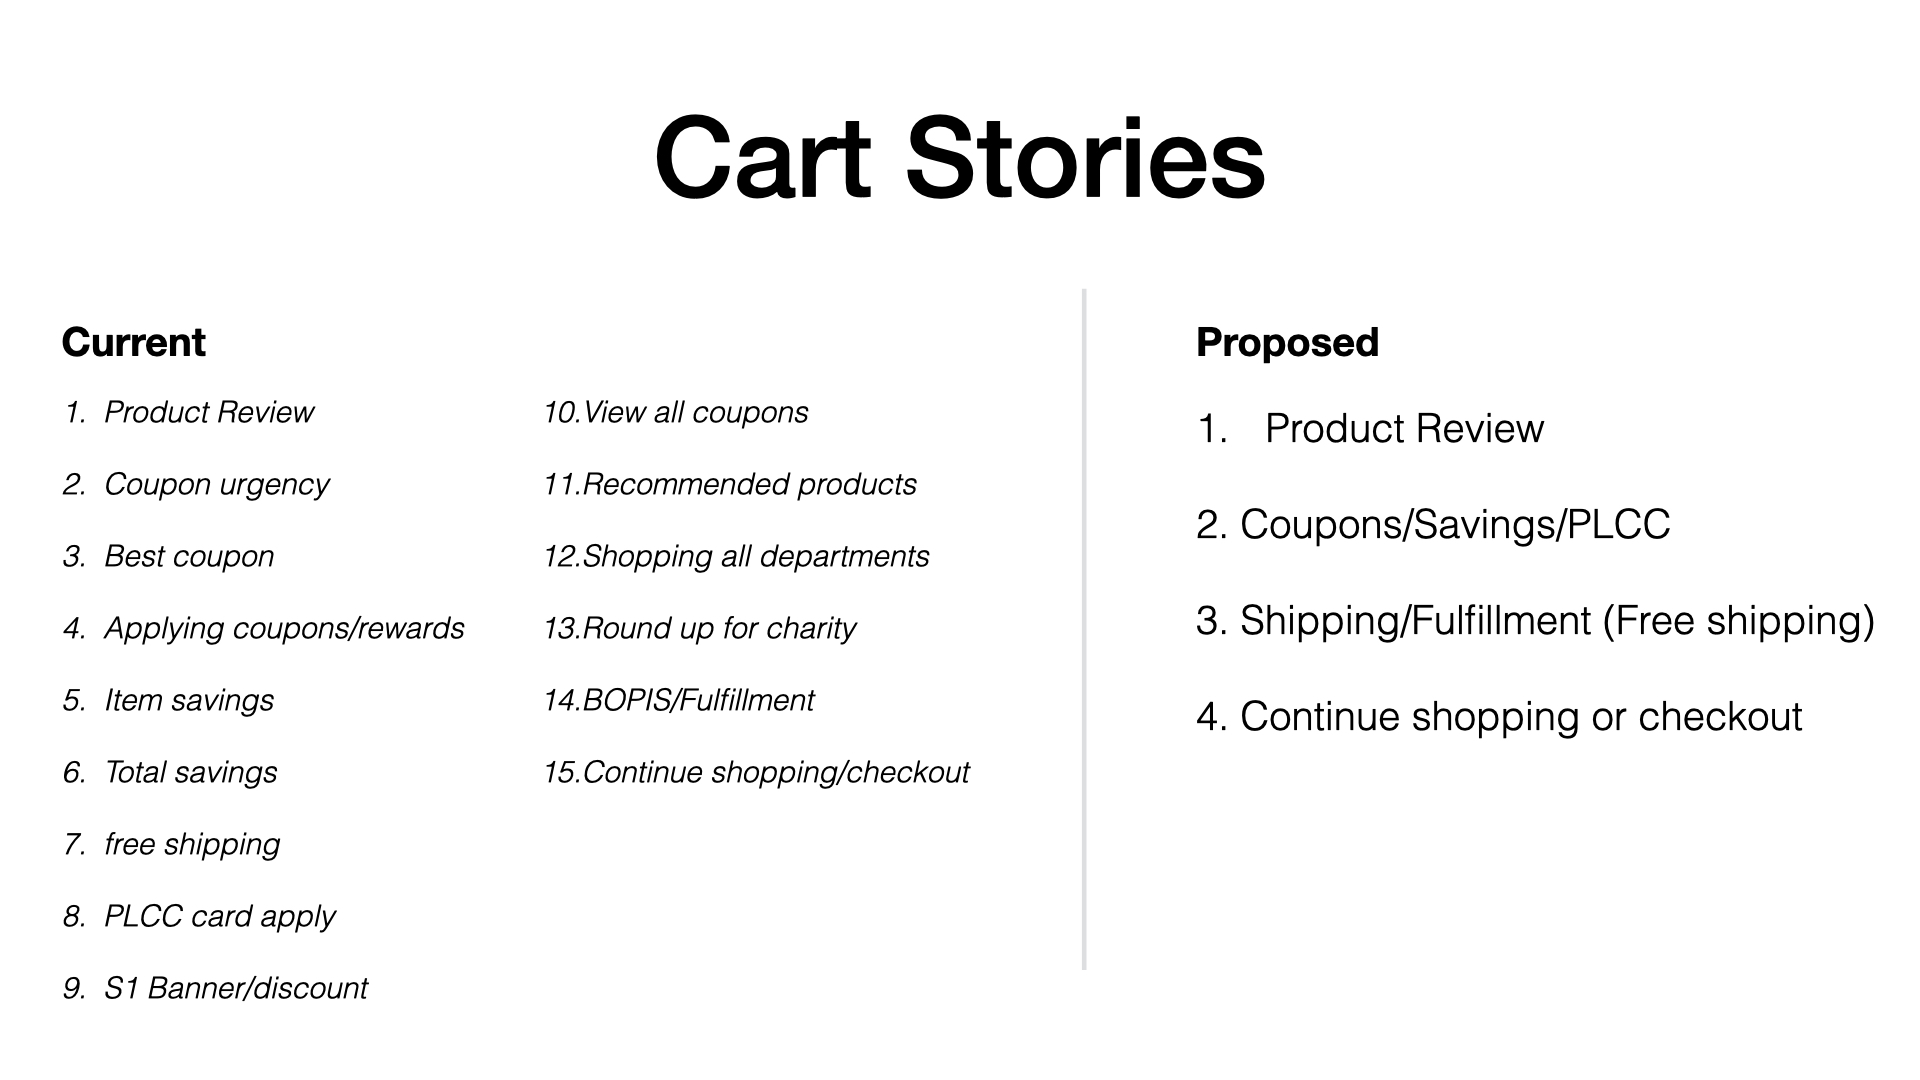 Cart Stories
Current
1. Product Review
2. Coupon urgency
3. Best coupon
4. Applying coupons/rewards
5. Item savings
6. Total savings
7. free shipping
8. PLCC card apply
9. S1 Banner/discount
10.View all coupons
11.Recommended products
12.Shopping all departments
13.Round up for charity
14.BOPIS/Fulfillment
15.Continue shopping/checkout
Proposed
1. Product Review
2. Coupons/Savings/PLCC
3. Shipping/Fulfillment (Free shipping)
4. Continue shopping or checkout